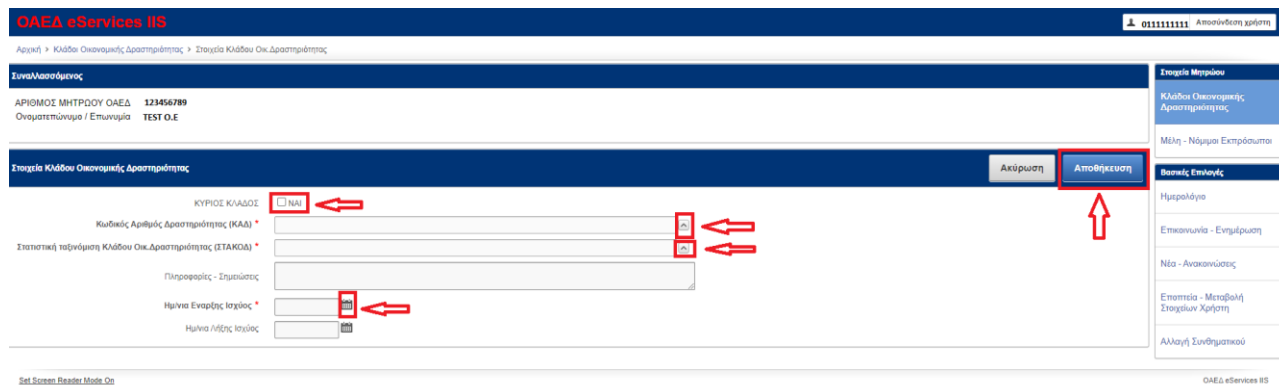 ΟΑΕΔ eServices IIS
0111111111 Αποσύνδεση χρήστη
Αρχική > Κλάδοι Οικονομικής Δραστηριότητας > Στοιχεία Κλάδου Οικ.Δραστηριότητας
Συναλλασσόμενος
ΑΡΙΘΜΟΣ ΜΗΤΡΩΟΥ ΟΑΕΔ 123456789
Ονοματεπώνυμο / Επωνυμία TEST O.E
Στοιχεία Κλάδου Οικονομικής Δραστηριότητας
Ακύρωση Αποθήκευση
ΚΥΡΙΟΣ ΚΛΑΔΟΣ ΝΑΙ
Κωδικός Αριθμός Δραστηριότητας (ΚΑΔ) *
Στατιστική ταξινόμιση Κλάδου Οικ.Δραστηριότητας (ΣΤΑΚΟΔ) *
Πληροφορίες - Σημειώσεις
Ημ/νια Εναρξης Ισχύος *
Ημ/νια Λήξης Ισχύος
Στοιχεία Μητρώου
Κλάδοι Οικονομικής
Δραστηριότητας
Μέλη - Νόμιμοι Εκπρόσωποι
Βασικές Επιλογές
Ημερολόγιο
Επικοινωνία - Ενημέρωση
Νέα - Ανακοινώσεις
Εποπτεία - Μεταβολή
Στοιχείων Χρήστη
Αλλαγή Συνθηματικού
Set Screen Reader Mode On
ΟΑΕΔ eServices IIS